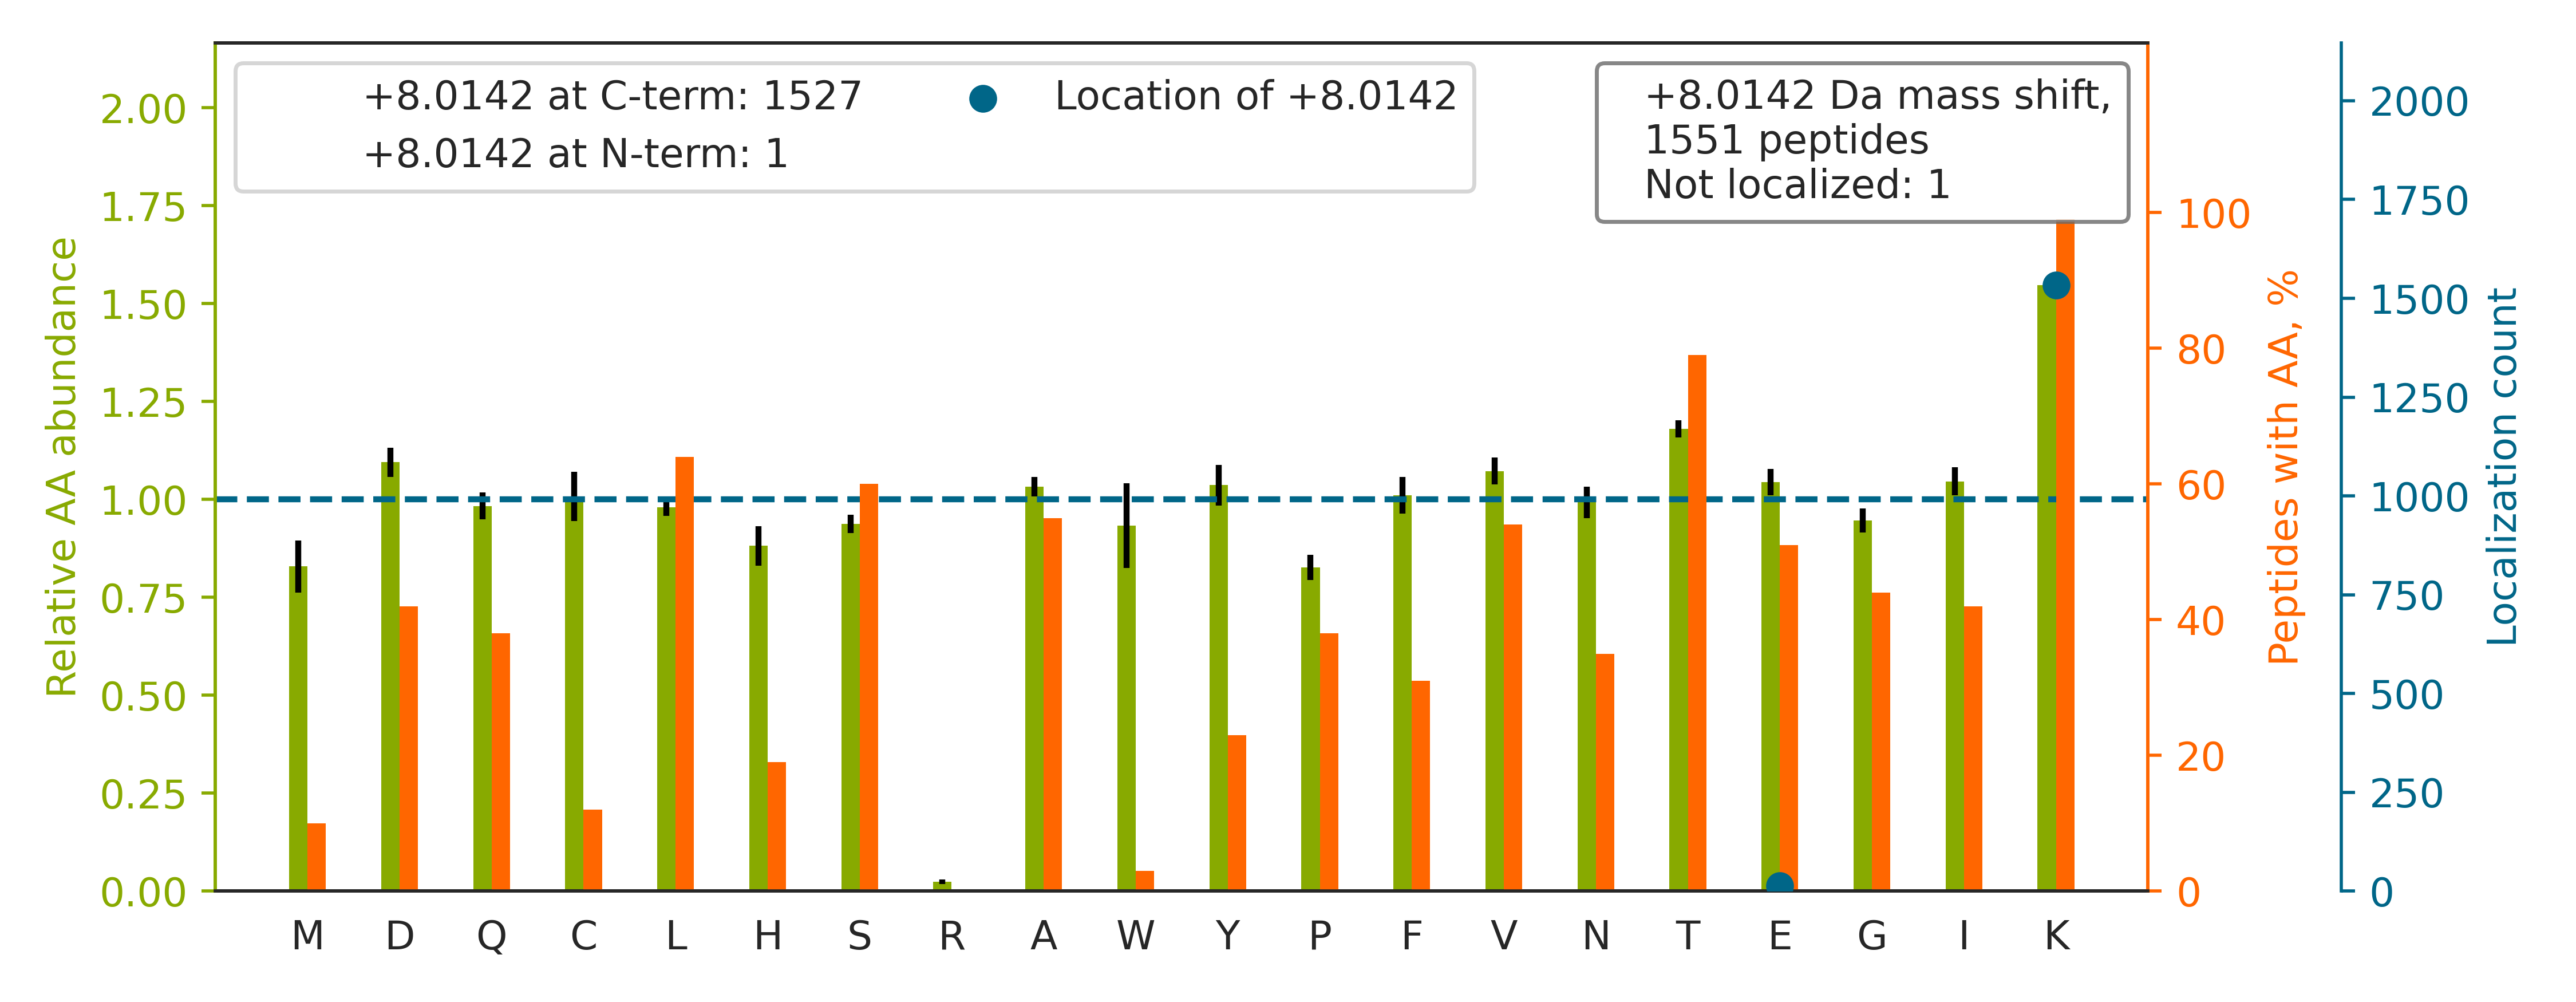 +8.0142 at C-term: 1527
+8.0142 at N-term: 1
Location of +8.0142
+8.0142 Da mass shift,
1551 peptides
Not localized: 1
Relative AA abundance
2.00
1.75
1.50
1.25
1.00
0.75
0.50
0.25
0.00
M D Q C L H S R A W Y P F V N T E G I K
100
80
60
40
20
0
Peptides with AA, %
2000
1750
1500
1250
1000
750
500
250
0
Localization count